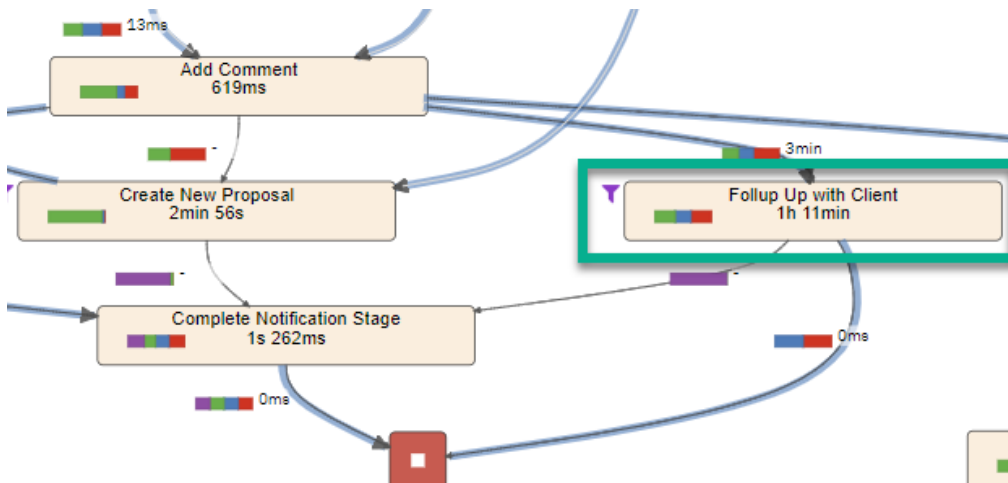 13ms
Add Comment
619ms
-
3min
Create New Proposal
2min 56s
Follup Up with Client
1h 11min
-
-
Complete Notification Stage
1s 262ms
0ms
0ms